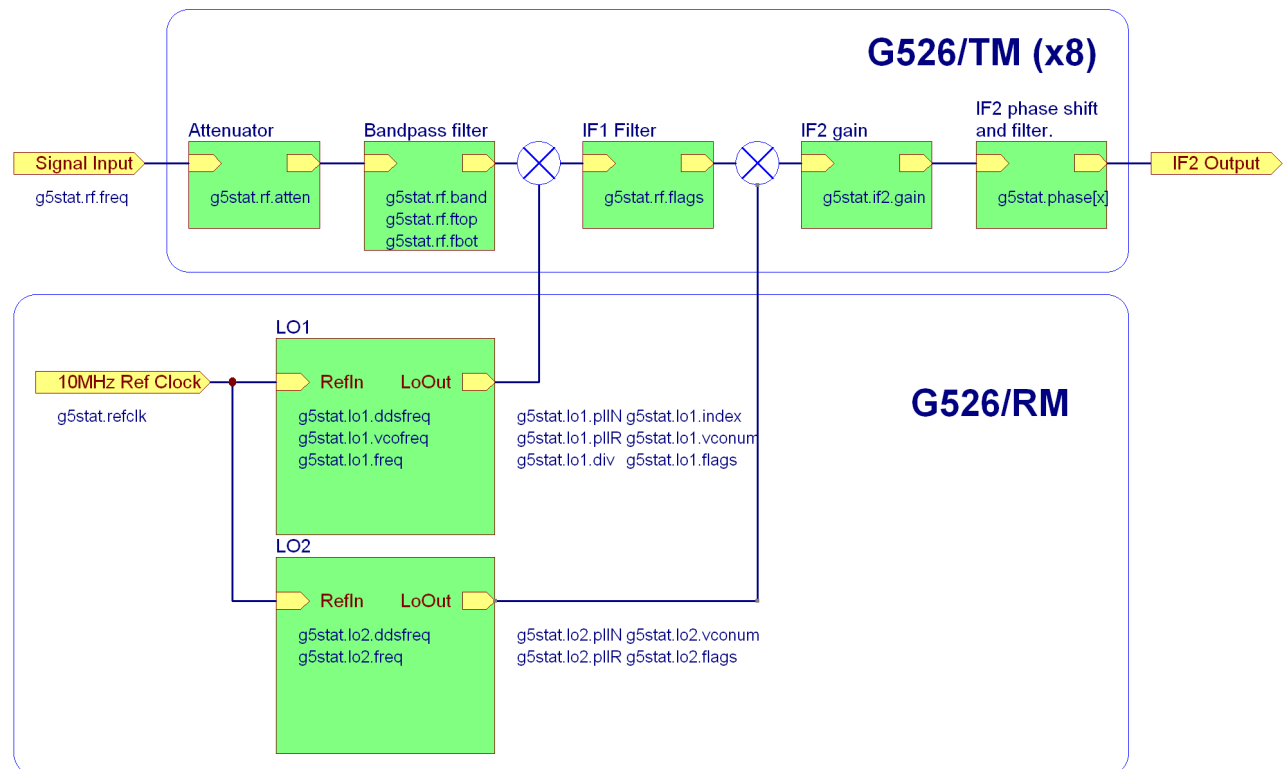 G526/TM (x8)
Attenuator
Bandpass filter
IF1 Filter
IF2 gain
IF2 phase shift
and filter.
Signal Input
g5stat.rf.freq
g5stat.rf.atten
g5stat.rf.band
g5stat.rf.ftop
g5stat.rf.fbot
g5stat.rf.flags
g5stat.if2.gain
g5stat.phase[x]
IF2 Output
G526/RM
10MHz Ref Clock
g5stat.refclk
LO1
RefIn LoOut
g5stat.lo1.ddsfreq
g5stat.lo1.vcofreq
g5stat.lo1.freq
g5stat.lo1.pllN g5stat.lo1.index
g5stat.lo1.pllR g5stat.lo1.vconum
g5stat.lo1.div g5stat.lo1.flags
LO2
RefIn LoOut
g5stat.lo2.ddsfreq
g5stat.lo2.freq
g5stat.lo2.pllN g5stat.lo2.vconum
g5stat.lo2.pllR g5stat.lo2.flags